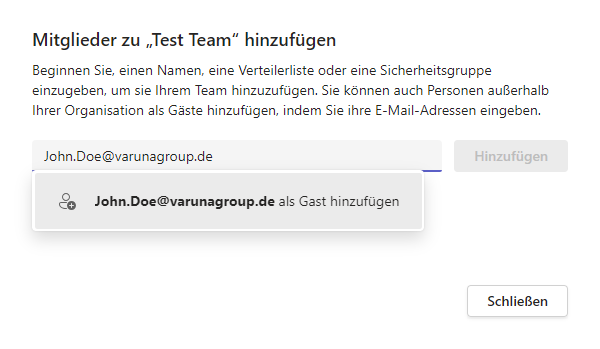 Mitglieder zu „Test Team“ hinzufügen
Beginnen Sie, einen Namen, eine Verteilerliste oder eine Sicherheitsgruppe
einzugeben, um sie Ihrem Team hinzuzufügen. Sie können auch Personen außerhalb
Ihrer Organisation als Gäste hinzufügen, indem Sie ihre E-Mail-Adressen eingeben.
John.Doe@varunagroup.de
Hinzufügen
John.Doe@varunagroup.de als Gast hinzufügen
Schließen